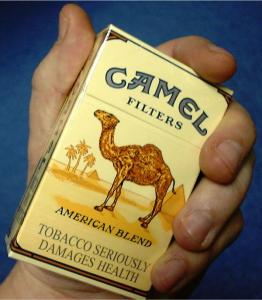 CAMEL
FILTERS
AMERICAN BLEND
TOBACCO SERIOUSLY
DAMAGES HEALTH